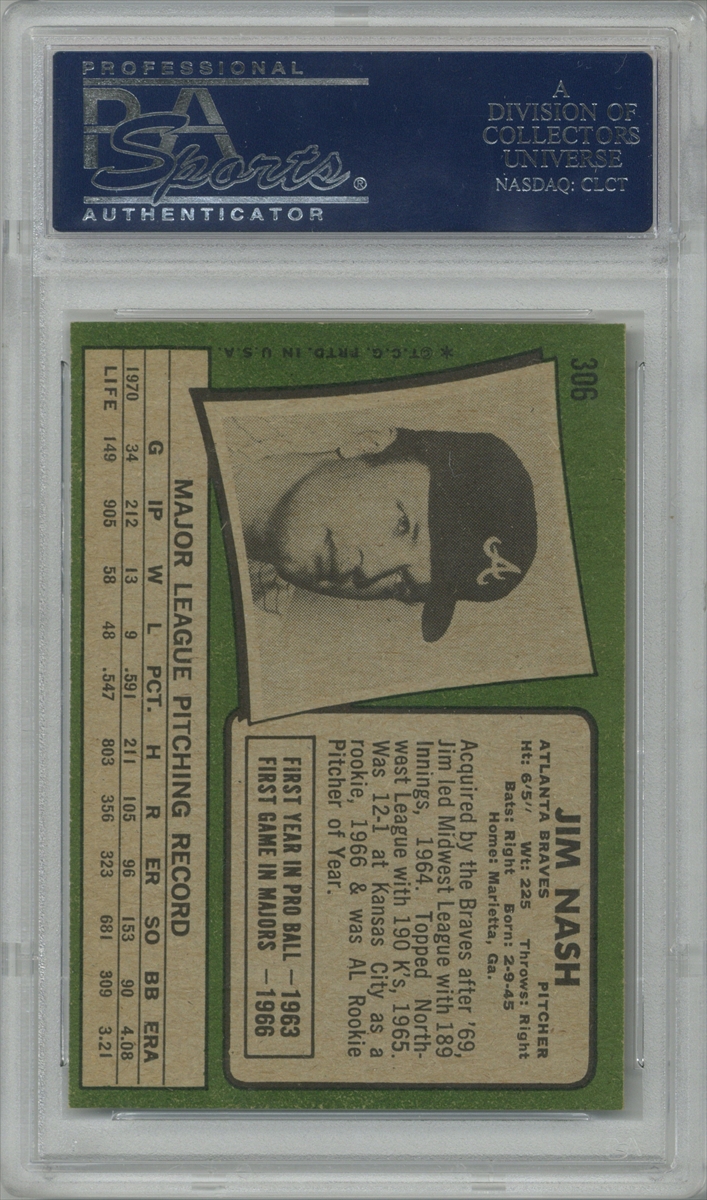 PROFESSIONAL
PSA
Sports®
AUTHENTICATOR
A
DIVISION OF
COLLECTORS
UNIVERSE
NASDAQ: CLCT
306
*©T.C.G. PRTD. IN U.S.A.
A
JIM NASH
ATLANTA BRAVES PITCHER
Ht: 6'5" Wt: 225 Throws: Right
Bats: Right Born: 2-9-45
Home: Marietta, Ga.
Acquired by the Braves after '69,
Jim led Midwest League with 189
Innings, 1964. Topped North-
west League with 190 K's, 1965.
Was 12-1 at Kansas City as a
rookie, 1966 & was AL Rookie
Pitcher of Year.
FIRST YEAR IN PRO BALL —1963
FIRST GAME IN MAJORS —1966
MAJOR LEAGUE PITCHING RECORD
G IP W L PCT. H R ER SO BB ERA
1970 34 212 13 9 .591 211 105 96 153 90 4.08
LIFE 149 905 58 48 .547 803 356 323 681 309 3.21